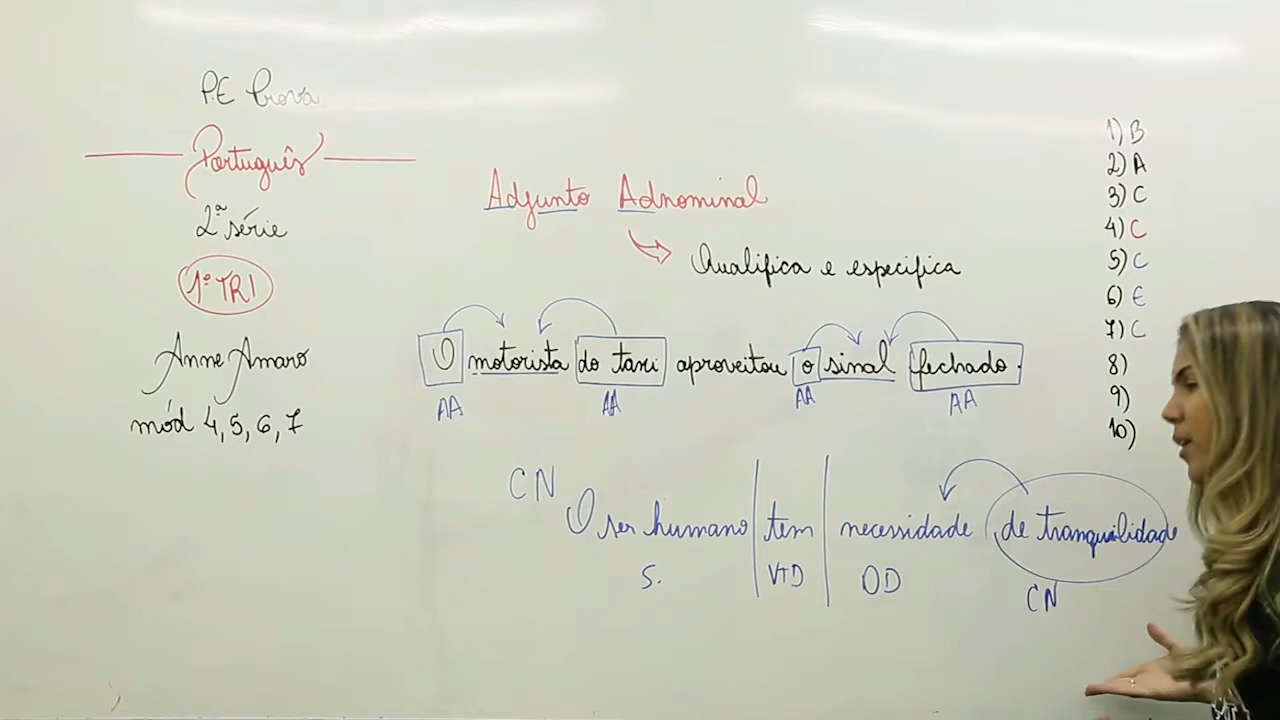 P.E Prova
Português
2ª série
1º TRI
Anne Amaro
mód 4, 5, 6, 7
Adjunto Adnominal
Qualifica e especifica
O motorista do taxi aproveitou o sinal fechado.
AA AA AA AA
CN
O ser humano tem necessidade de tranquilidade
S. VTD OD CN
1) B
2) A
3) C
4) C
5) C
6) E
7) C
8)
9)
10)